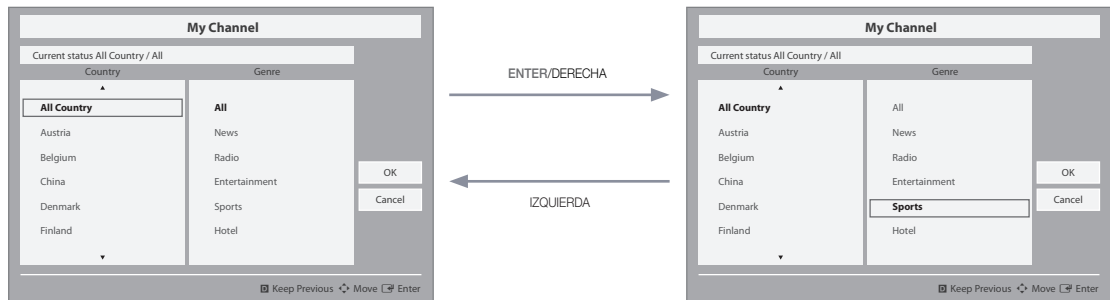 My Channel
Current status All Country / All
Country Genre
All Country All
Austria News
Belgium Radio
China Entertainment
Denmark Sports
Finland Hotel
OK
Cancel
Keep Previous Move Enter
ENTER/DERECHA
IZQUIERDA
My Channel
Current status All Country / All
Country Genre
All Country All
Austria News
Belgium Radio
China Entertainment
Denmark Sports
Finland Hotel
OK
Cancel
Keep Previous Move Enter